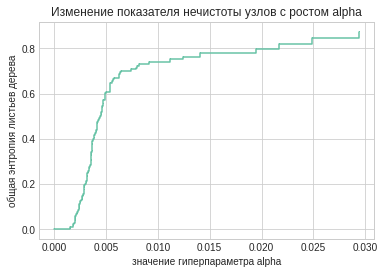 Изменение показателя нечистоты узлов с ростом alpha
общая энтропия листьев дерева
0.8
0.6
0.4
0.2
0.0
0.000 0.005 0.010 0.015 0.020 0.025 0.030
значение гиперпараметра alpha